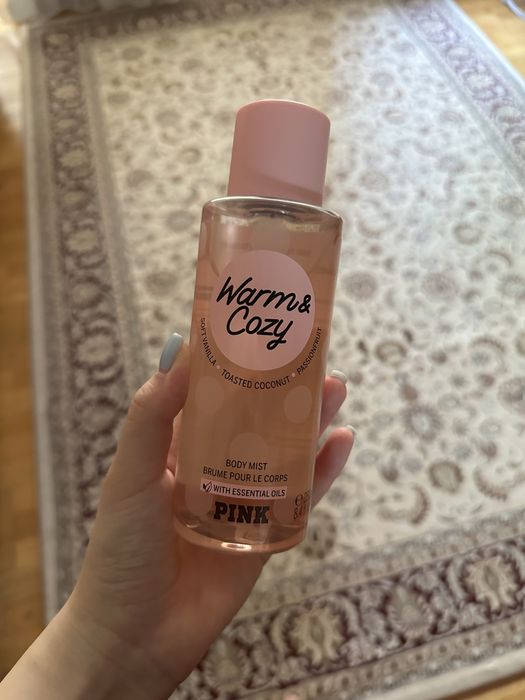 Warm &
Cozy
SOFT VANILLA • TOASTED COCONUT • PASSIONFRUIT
BODY MIST
BRUME POUR LE CORPS
WITH ESSENTIAL OILS
PINK